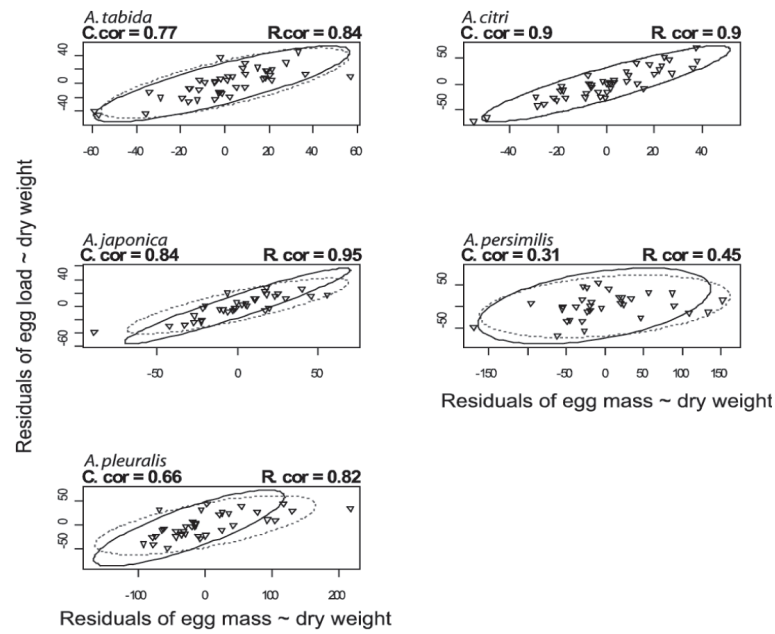 A. tabida
C. cor = 0.77 R.cor = 0.84
40
0
-40
-60 -40 -20 0 20 40 60
A. citri
C. cor = 0.9 R. cor = 0.9
50
0
-50
-40 -20 0 20 40
Residuals of egg load ~ dry weight
A. japonica
C. cor = 0.84 R. cor = 0.95
40
0
-60
-50 0 50
A. persimilis
C. cor = 0.31 R. cor = 0.45
50
-50
-150 -100 -50 0 50 100 150
Residuals of egg mass ~ dry weight
A. pleuralis
C. cor = 0.66 R. cor = 0.82
50
0
-50
-100 0 100 200
Residuals of egg mass ~ dry weight